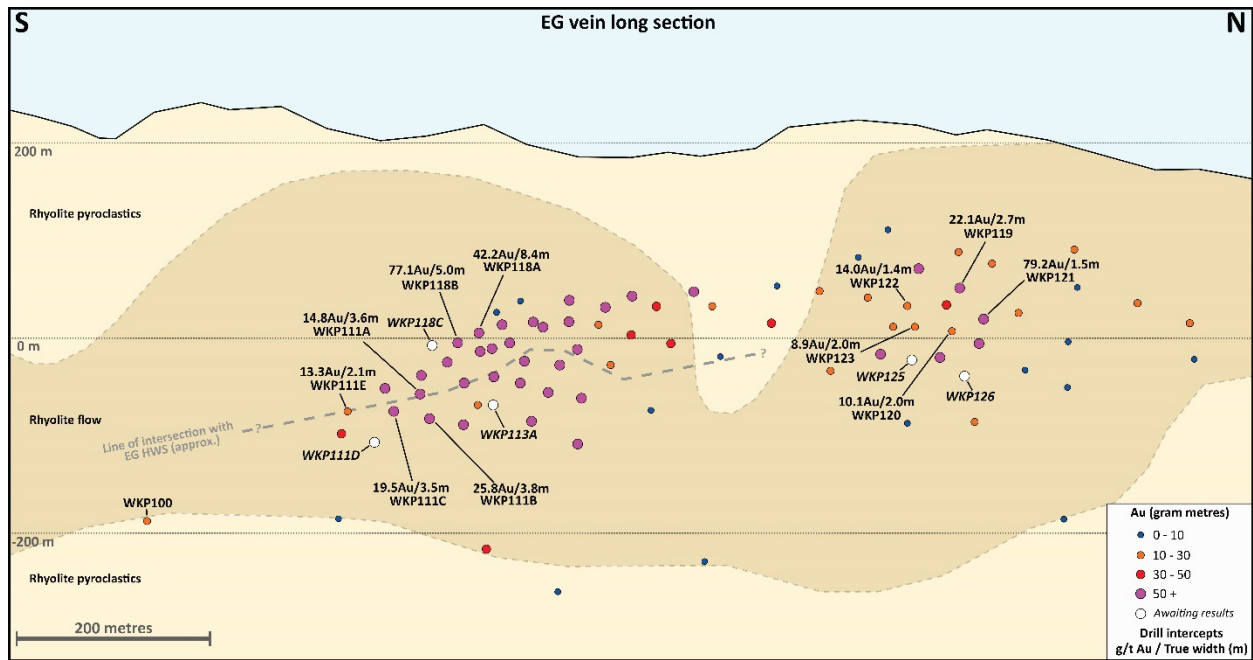 S
EG vein long section
N
200 m
Rhyolite pyroclastics
22.1Au/2.7m
WKP119
42.2Au/8.4m
WKP118A
77.1Au/5.0m
WKP118B
14.0Au/1.4m
WKP122
79.2Au/1.5m
WKP121
14.8Au/3.6m
WKP111A
WKP118C
0 m
8.9Au/2.0m
WKP123
13.3Au/2.1m
WKP111E
WKP125
10.1Au/2.0m
WKP120
WKP126
?
Rhyolite flow
?
Line of intersection with
EG HWS (approx.)
WKP111D
WKP113A
19.5Au/3.5m
WKP111C
25.8Au/3.8m
WKP111B
WKP100
-200 m
Rhyolite pyroclastics
200 metres
Au (gram metres)
0 - 10
10 - 30
30 - 50
50 +
Awaiting results
Drill intercepts
g/t Au / True width (m)